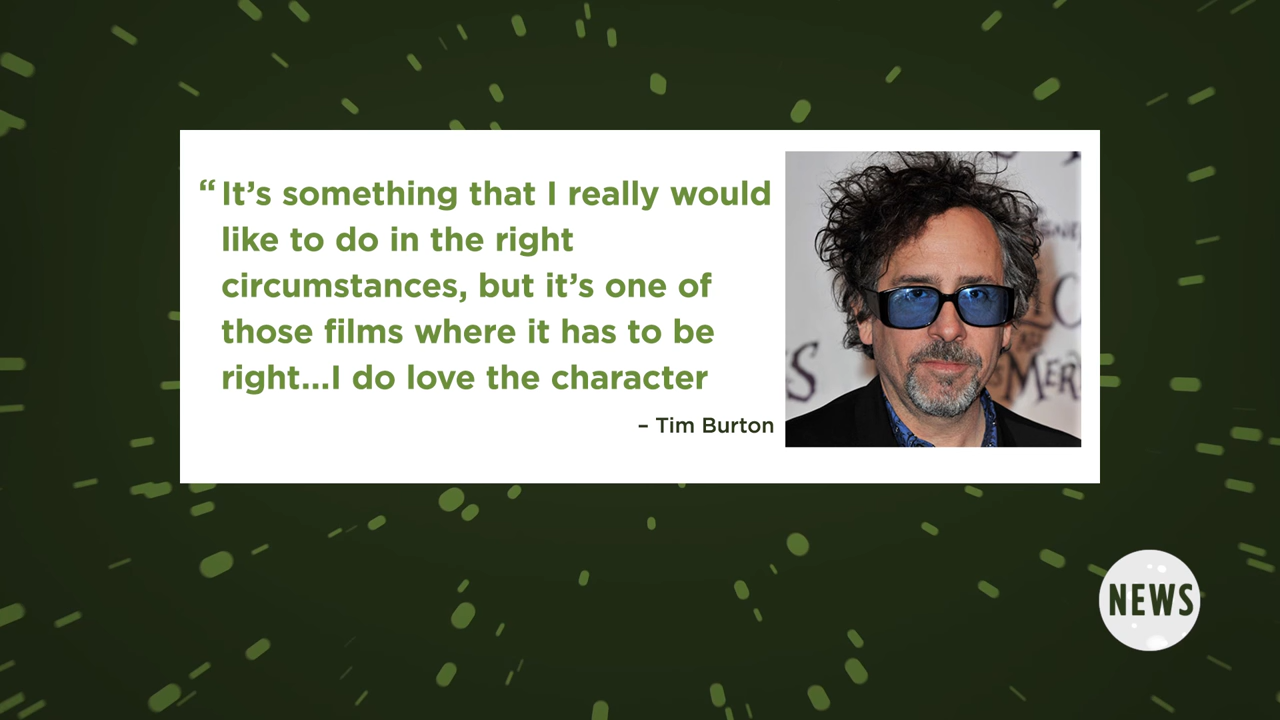 “It’s something that I really would
like to do in the right
circumstances, but it’s one of
those films where it has to be
right...I do love the character
– Tim Burton
NEWS